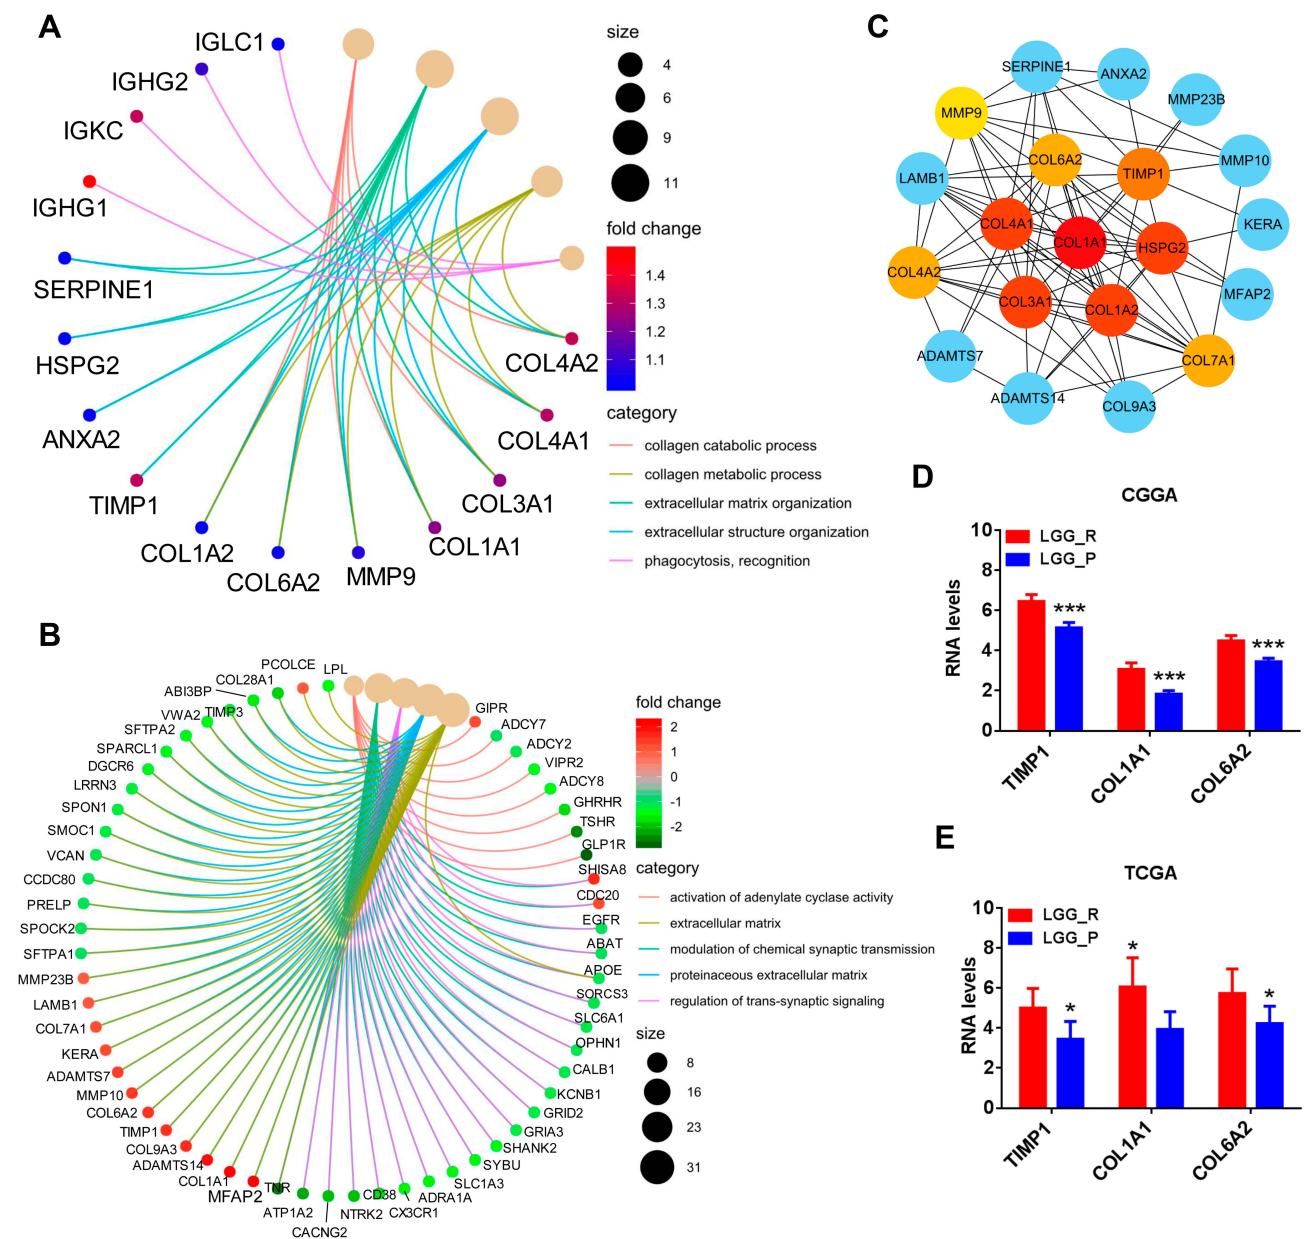 A
IGLC1
IGHG2
IGKC
IGHG1
SERPINE1
HSPG2
ANXA2
TIMP1
COL1A2
COL6A2
MMP9
COL1A1
COL3A1
COL4A1
COL4A2
size
4
6
9
11
fold change
1.4
1.3
1.2
1.1
category
collagen catabolic process
collagen metabolic process
extracellular matrix organization
extracellular structure organization
phagocytosis, recognition
B
LPL
PCOLCE
COL28A1
ABI3BP
TIMP3
VWA2
SFTPA2
SPARCL1
DGCR6
LRRN3
SPON1
SMOC1
VCAN
CCDC80
PRELP
SPOCK2
SFTPA1
MMP23B
LAMB1
COL7A1
KERA
ADAMTS7
MMP10
COL6A2
TIMP1
COL9A3
ADAMTS14
COL1A1
MFAP2
TNR
ATP1A2
CACNG2
NTRK2
CD38
CX3CR1
ADRA1A
SLC1A3
SYBU
SHANK2
GRIA3
GRID2
KCNB1
CALB1
OPHN1
SLC6A1
SORCS3
APOE
ABAT
EGFR
CDC20
SHISA8
GLP1R
TSHR
GHRHR
ADCY8
VIPR2
ADCY2
ADCY7
GIPR
fold change
2
1
0
-1
-2
category
activation of adenylate cyclase activity
extracellular matrix
modulation of chemical synaptic transmission
proteinaceous extracellular matrix
regulation of trans-synaptic signaling
size
8
16
23
31
C
SERPINE1
ANXA2
MMP23B
MMP9
COL6A2
TIMP1
MMP10
LAMB1
COL4A1
COL1A1
HSPG2
KERA
COL4A2
COL3A1
COL1A2
MFAP2
ADAMTS7
COL7A1
ADAMTS14
COL9A3
D
CGGA
LGG_R
LGG_P
RNA levels
10
8
6
4
2
0
***
***
***
TIMP1
COL1A1
COL6A2
E
TCGA
LGG_R
LGG_P
RNA levels
10
8
6
4
2
0
*
*
*
TIMP1
COL1A1
COL6A2